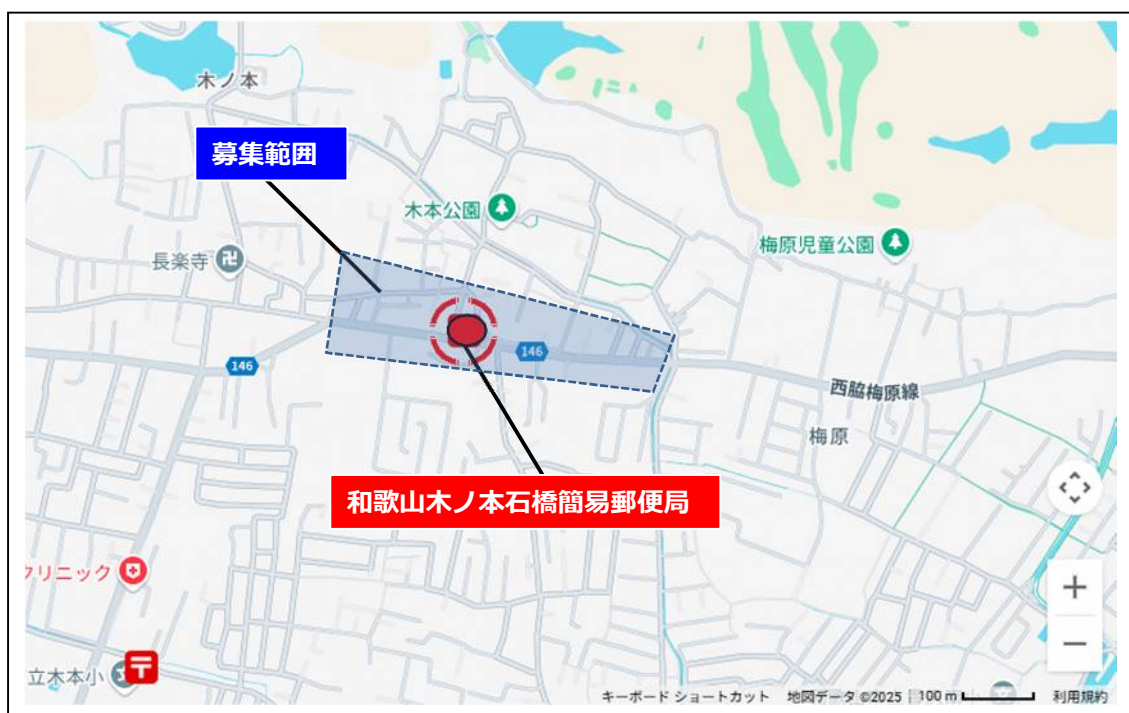 木ノ本
募集範囲
木本公園
梅原児童公園
長楽寺
146
146
西脇梅原線
梅原
和歌山木ノ本石橋簡易郵便局
クリニック
立木本小
キーボード ショートカット 地図データ ©2025 100 m 利用規約